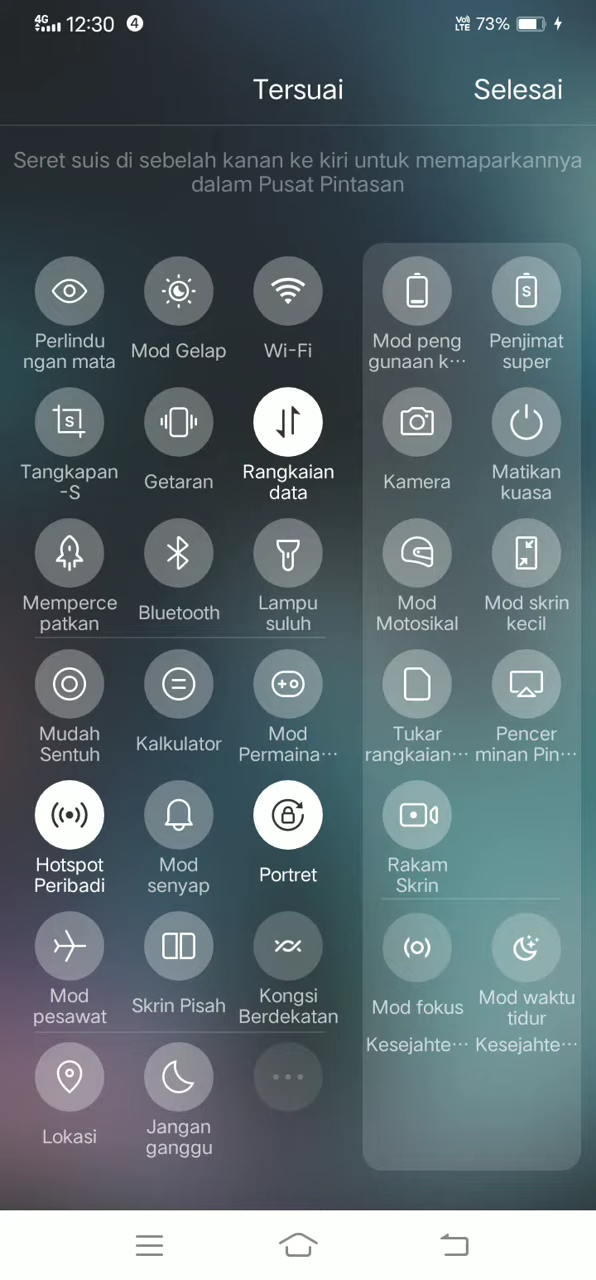 4G 12:30 4 Vo) LTE 73%
Tersuai Selesai
Seret suis di sebelah kanan ke kiri untuk memaparkannya
dalam Pusat Pintasan
Perlindu
ngan mata
Mod Gelap
Wi-Fi
Mod peng
gunaan k···
Penjimat
super
S
Tangkapan
-S
S
Getaran
Rangkaian
data
Kamera
Matikan
kuasa
Memperce
patkan
Bluetooth
Lampu
suluh
Mod
Motosikal
Mod skrin
kecil
Mudah
Sentuh
Kalkulator
Mod
Permaina···
Tukar
rangkaian···
Pencer
minan Pin···
Hotspot
Peribadi
Mod
senyap
Portret
Rakam
Skrin
Mod
pesawat
Skrin Pisah
Kongsi
Berdekatan
Mod fokus
Kesejahte···
Mod waktu
tidur
Kesejahte···
Lokasi
Jangan
ganggu